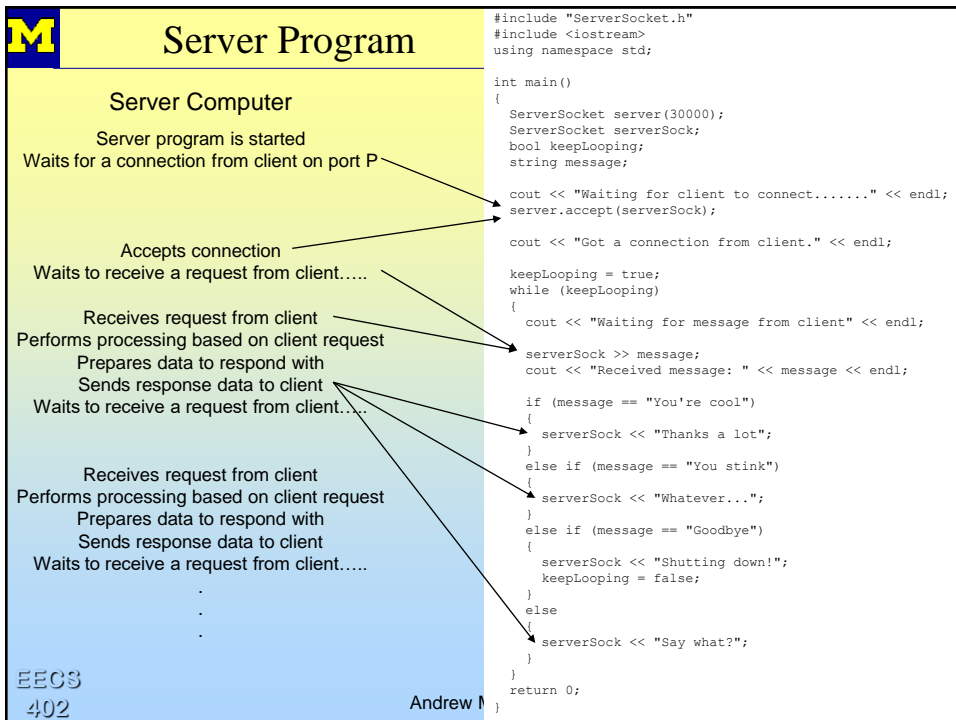 M
Server Program
Server Computer
Server program is started
Waits for a connection from client on port P
Accepts connection
Waits to receive a request from client…..
Receives request from client
Performs processing based on client request
Prepares data to respond with
Sends response data to client
Waits to receive a request from client…..
Receives request from client
Performs processing based on client request
Prepares data to respond with
Sends response data to client
Waits to receive a request from client…..
.
.
.
EECS
402
Andrew
#include "ServerSocket.h"
#include <iostream>
using namespace std;
int main()
{
  ServerSocket server(30000);
  ServerSocket serverSock;
  bool keepLooping;
  string message;
  cout << "Waiting for client to connect......." << endl;
  server.accept(serverSock);
  cout << "Got a connection from client." << endl;
  keepLooping = true;
  while (keepLooping)
  {
    cout << "Waiting for message from client" << endl;
    serverSock >> message;
    cout << "Received message: " << message << endl;
    if (message == "You're cool")
    {
      serverSock << "Thanks a lot";
    }
    else if (message == "You stink")
    {
      serverSock << "Whatever...";
    }
    else if (message == "Goodbye")
    {
      serverSock << "Shutting down!";
      keepLooping = false;
    }
    else
    {
      serverSock << "Say what?";
    }
  }
  return 0;
}